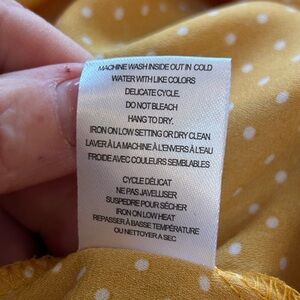 MACHINE WASH INSIDE OUT IN COLD
WATER WITH LIKE COLORS
DELICATE CYCLE.
DO NOT BLEACH
HANG TO DRY.
IRON ON LOW SETTING OR DRY CLEAN
LAVER À LA MACHINE À L'ENVERS À L'EAU
FROIDE AVEC COULEURS SEMBLABLES
CYCLE DÉLICAT
NE PAS JAVELLISER
SUSPEDRE POUR SÉCHER
IRON ON LOW HEAT
REPASSER À BASSE TEMPÉRATURE
OU NETTOYER A SEC